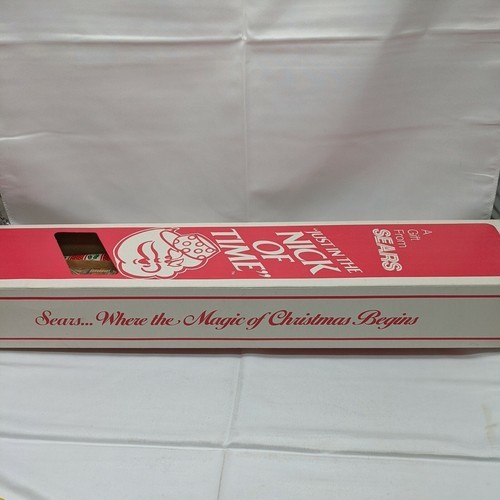 A
Gift
From
SEARS
"JUST IN THE
NICK
OF
TIME"
Sears... Where the Magic of Christmas Begins